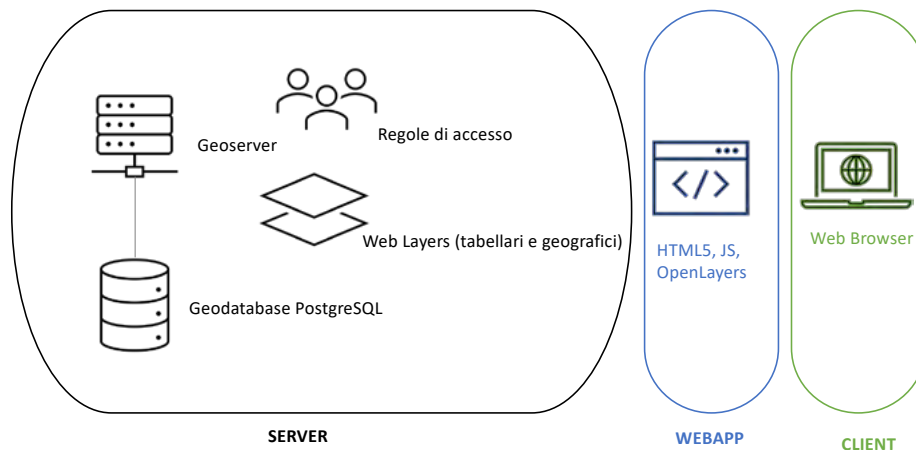 Geoserver
Regole di accesso
Web Layers (tabellari e geografici)
Geodatabase PostgreSQL
SERVER
</>
HTML5, JS,
OpenLayers
WEBAPP
Web Browser
CLIENT